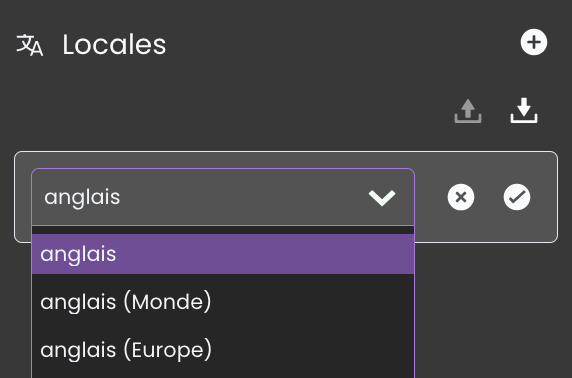 Locales
anglais
anglais
anglais (Monde)
anglais (Europe)